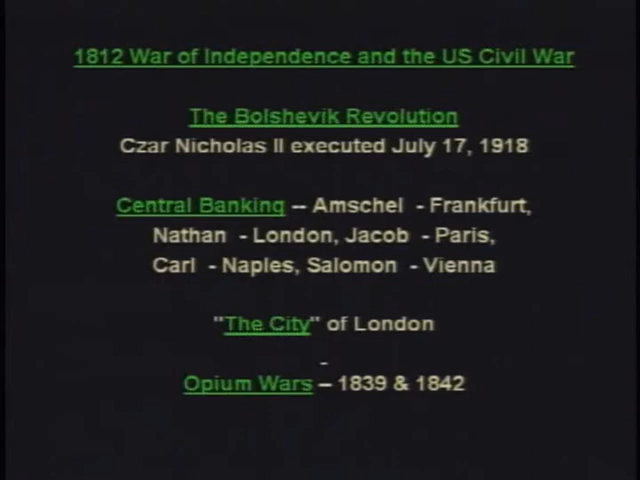 1812 War of Independence and the US Civil War
The Bolshevik Revolution
Czar Nicholas II executed July 17, 1918
Central Banking -- Amschel - Frankfurt,
Nathan - London, Jacob - Paris,
Carl - Naples, Salomon - Vienna
"The City" of London
-
Opium Wars – 1839 & 1842